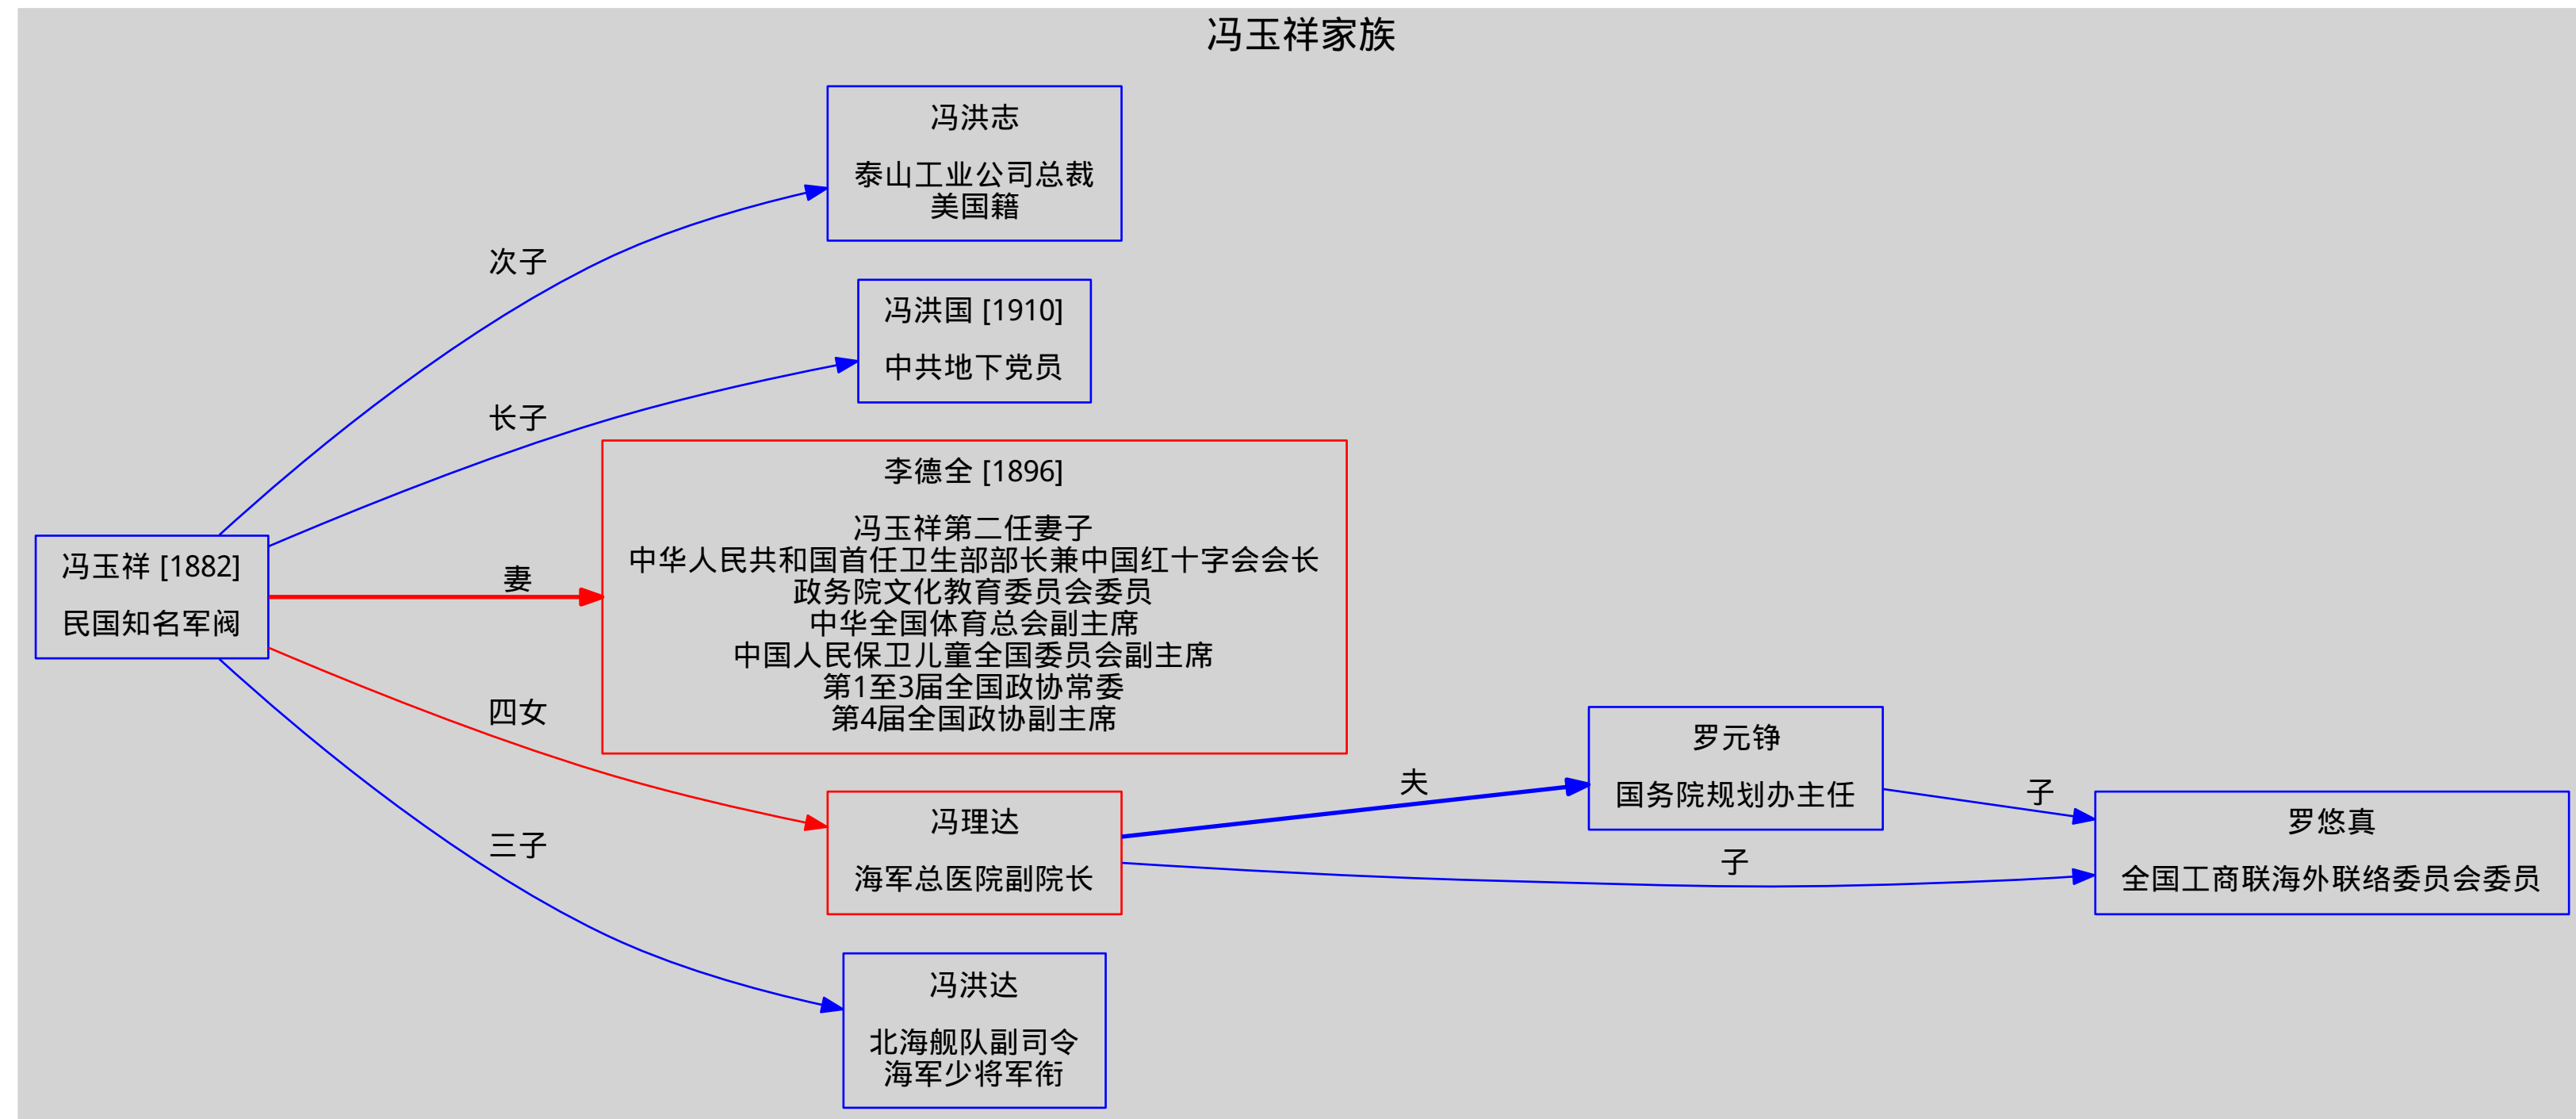 冯玉祥家族
冯洪志
泰山工业公司总裁
美国籍
次子
冯洪国 [1910]
中共地下党员
长子
李德全 [1896]
冯玉祥第二任妻子
中华人民共和国首任卫生部部长兼中国红十字会会长
政务院文化教育委员会委员
中华全国体育总会副主席
中国人民保卫儿童全国委员会副主席
第1至3届全国政协常委
第4届全国政协副主席
妻
冯玉祥 [1882]
民国知名军阀
四女
三子
冯理达
海军总医院副院长
夫
罗元铮
国务院规划办主任
子
子
罗悠真
全国工商联海外联络委员会委员
冯洪达
北海舰队副司令
海军少将军衔